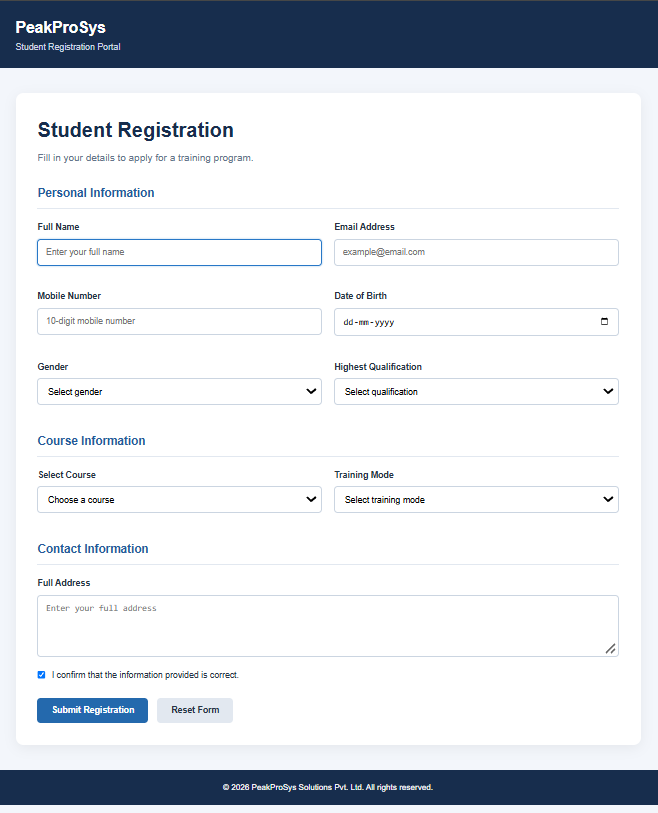 PeakProSys
Student Registration Portal
Student Registration
Fill in your details to apply for a training program.
Personal Information
Full Name
Email Address
Enter your full name
example@email.com
Mobile Number
Date of Birth
10-digit mobile number
dd-mm-yyyy
Gender
Highest Qualification
Select gender
Select qualification
Course Information
Select Course
Training Mode
Choose a course
Select training mode
Contact Information
Full Address
Enter your full address
I confirm that the information provided is correct.
Submit Registration
Reset Form
© 2026 PeakProSys Solutions Pvt. Ltd. All rights reserved.